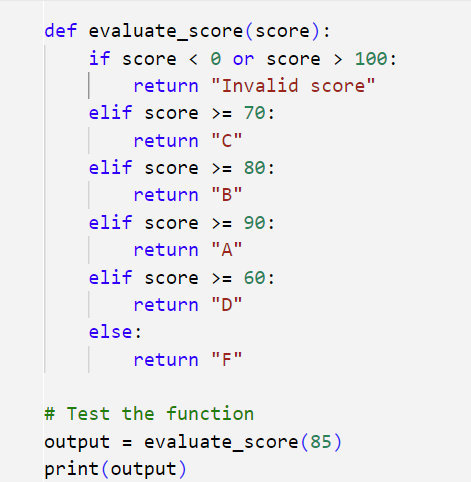 def evaluate_score(score):
    if score < 0 or score > 100:
        return "Invalid score"
    elif score >= 70:
        return "C"
    elif score >= 80:
        return "B"
    elif score >= 90:
        return "A"
    elif score >= 60:
        return "D"
    else:
        return "F"

# Test the function
output = evaluate_score(85)
print(output)